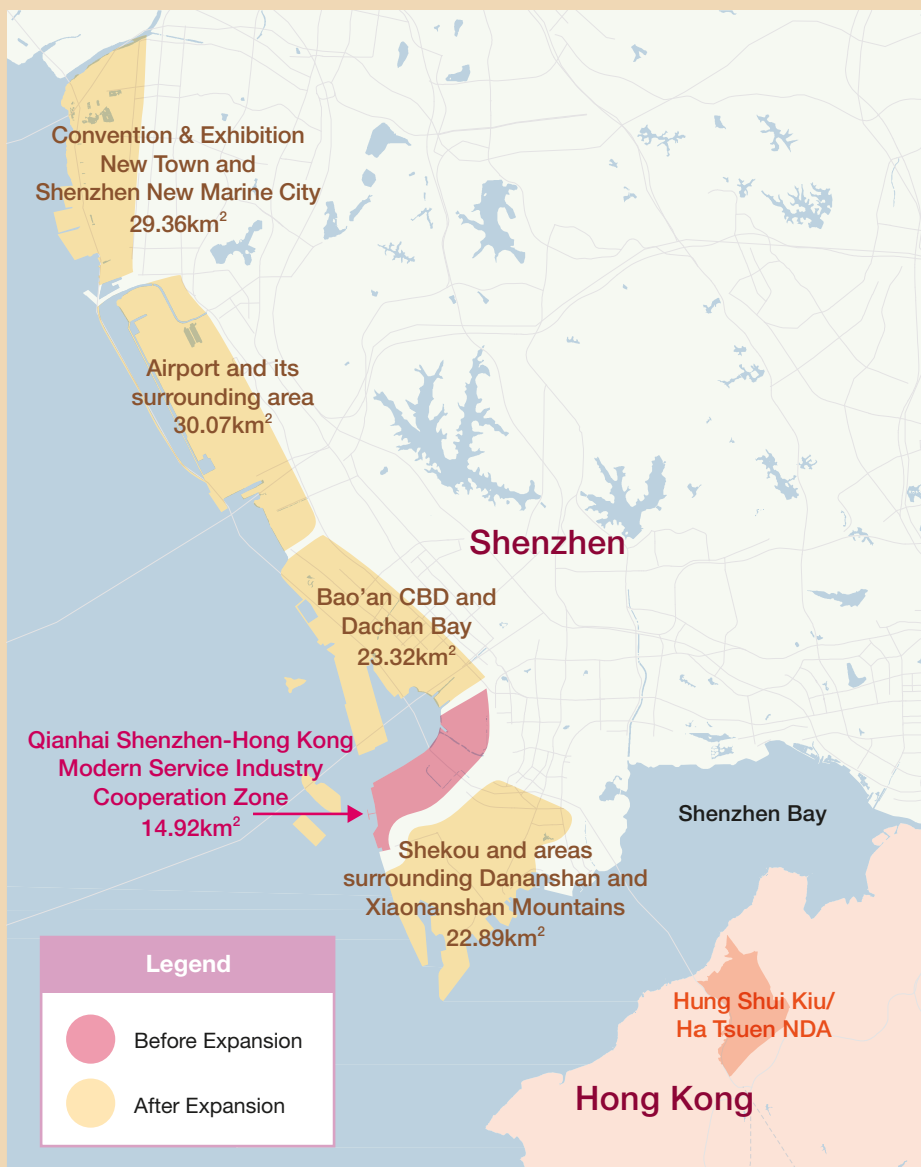 Convention & Exhibition
New Town and
Shenzhen New Marine City
29.36km²
Airport and its
surrounding area
30.07km²
Shenzhen
Bao’an CBD and
Dachan Bay
23.32km²
Qianhai Shenzhen-Hong Kong
Modern Service Industry
Cooperation Zone
14.92km²
Shenzhen Bay
Shekou and areas
surrounding Dananshan and
Xiaonanshan Mountains
22.89km²
Hung Shui Kiu/
Ha Tsuen NDA
Hong Kong
Legend
Before Expansion
After Expansion